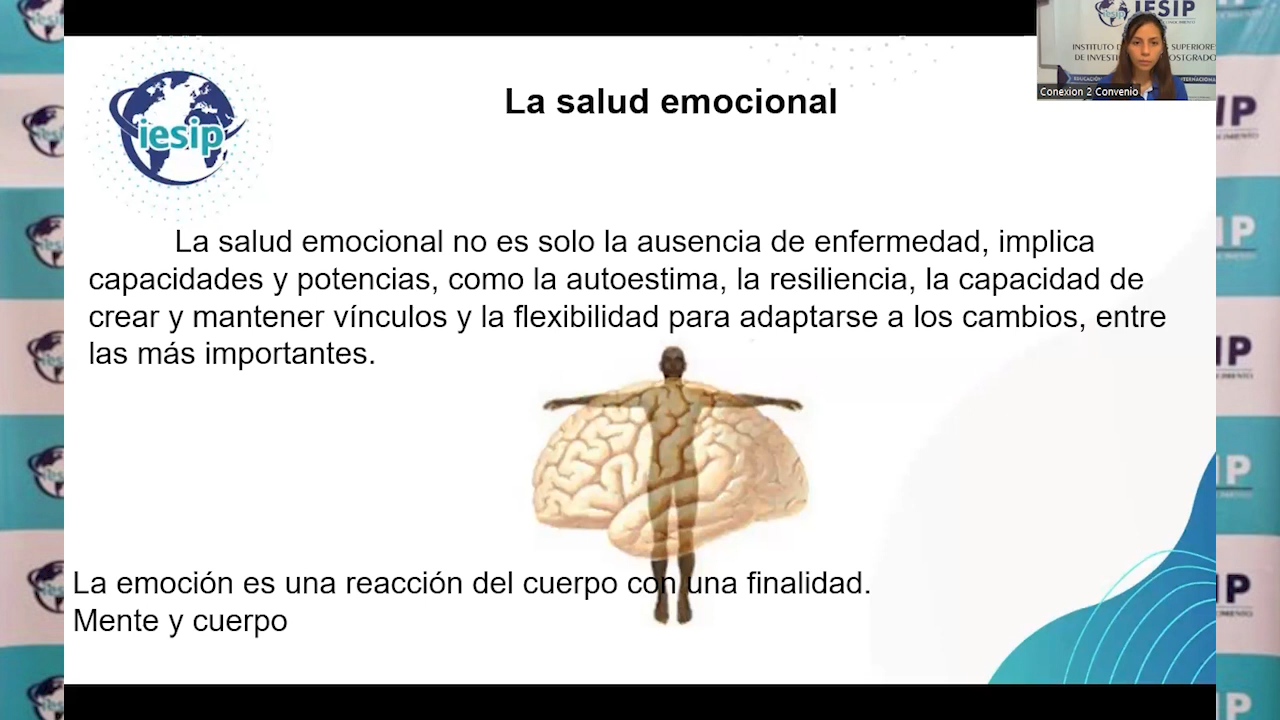 iesip
La salud emocional
IESIP
Conexion 2 Convenio
La salud emocional no es solo la ausencia de enfermedad, implica
capacidades y potencias, como la autoestima, la resiliencia, la capacidad de
crear y mantener vínculos y la flexibilidad para adaptarse a los cambios, entre
las más importantes.
La emoción es una reacción del cuerpo con una finalidad.
Mente y cuerpo